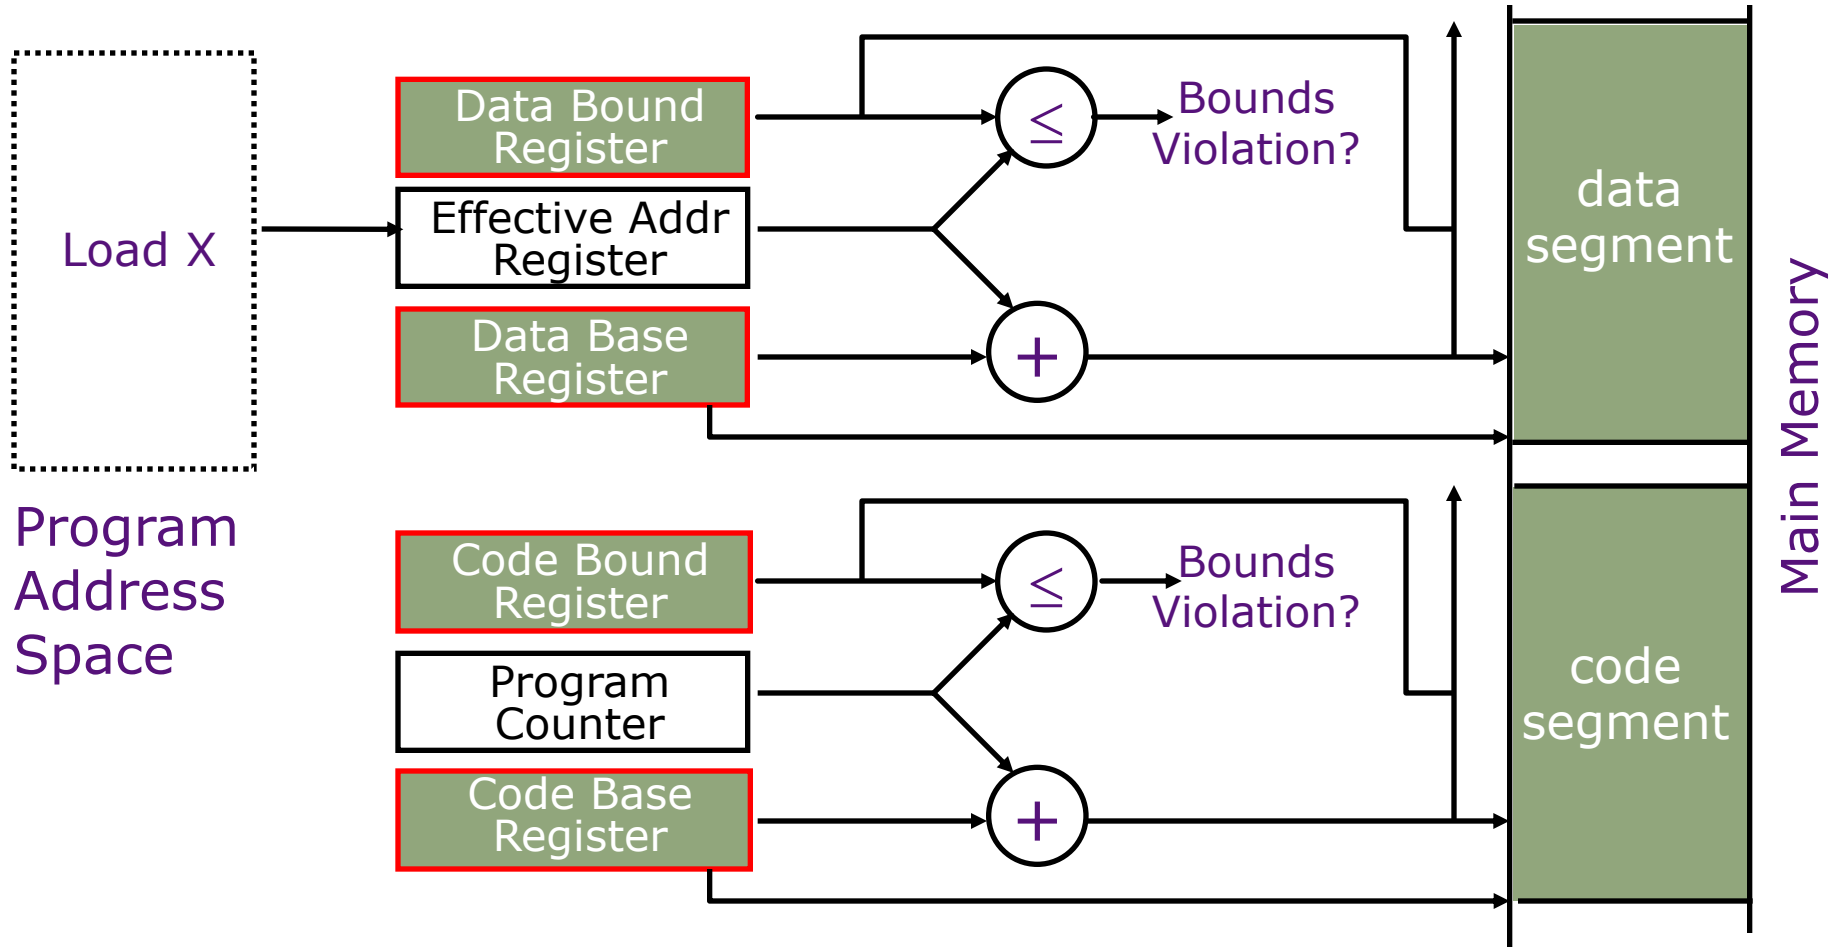 Load X
Program
Address
Space
Data Bound
Register
Effective Addr
Register
Data Base
Register
≤
Bounds
Violation?
+
data
segment
Code Bound
Register
Program
Counter
Code Base
Register
≤
Bounds
Violation?
+
code
segment
Main Memory